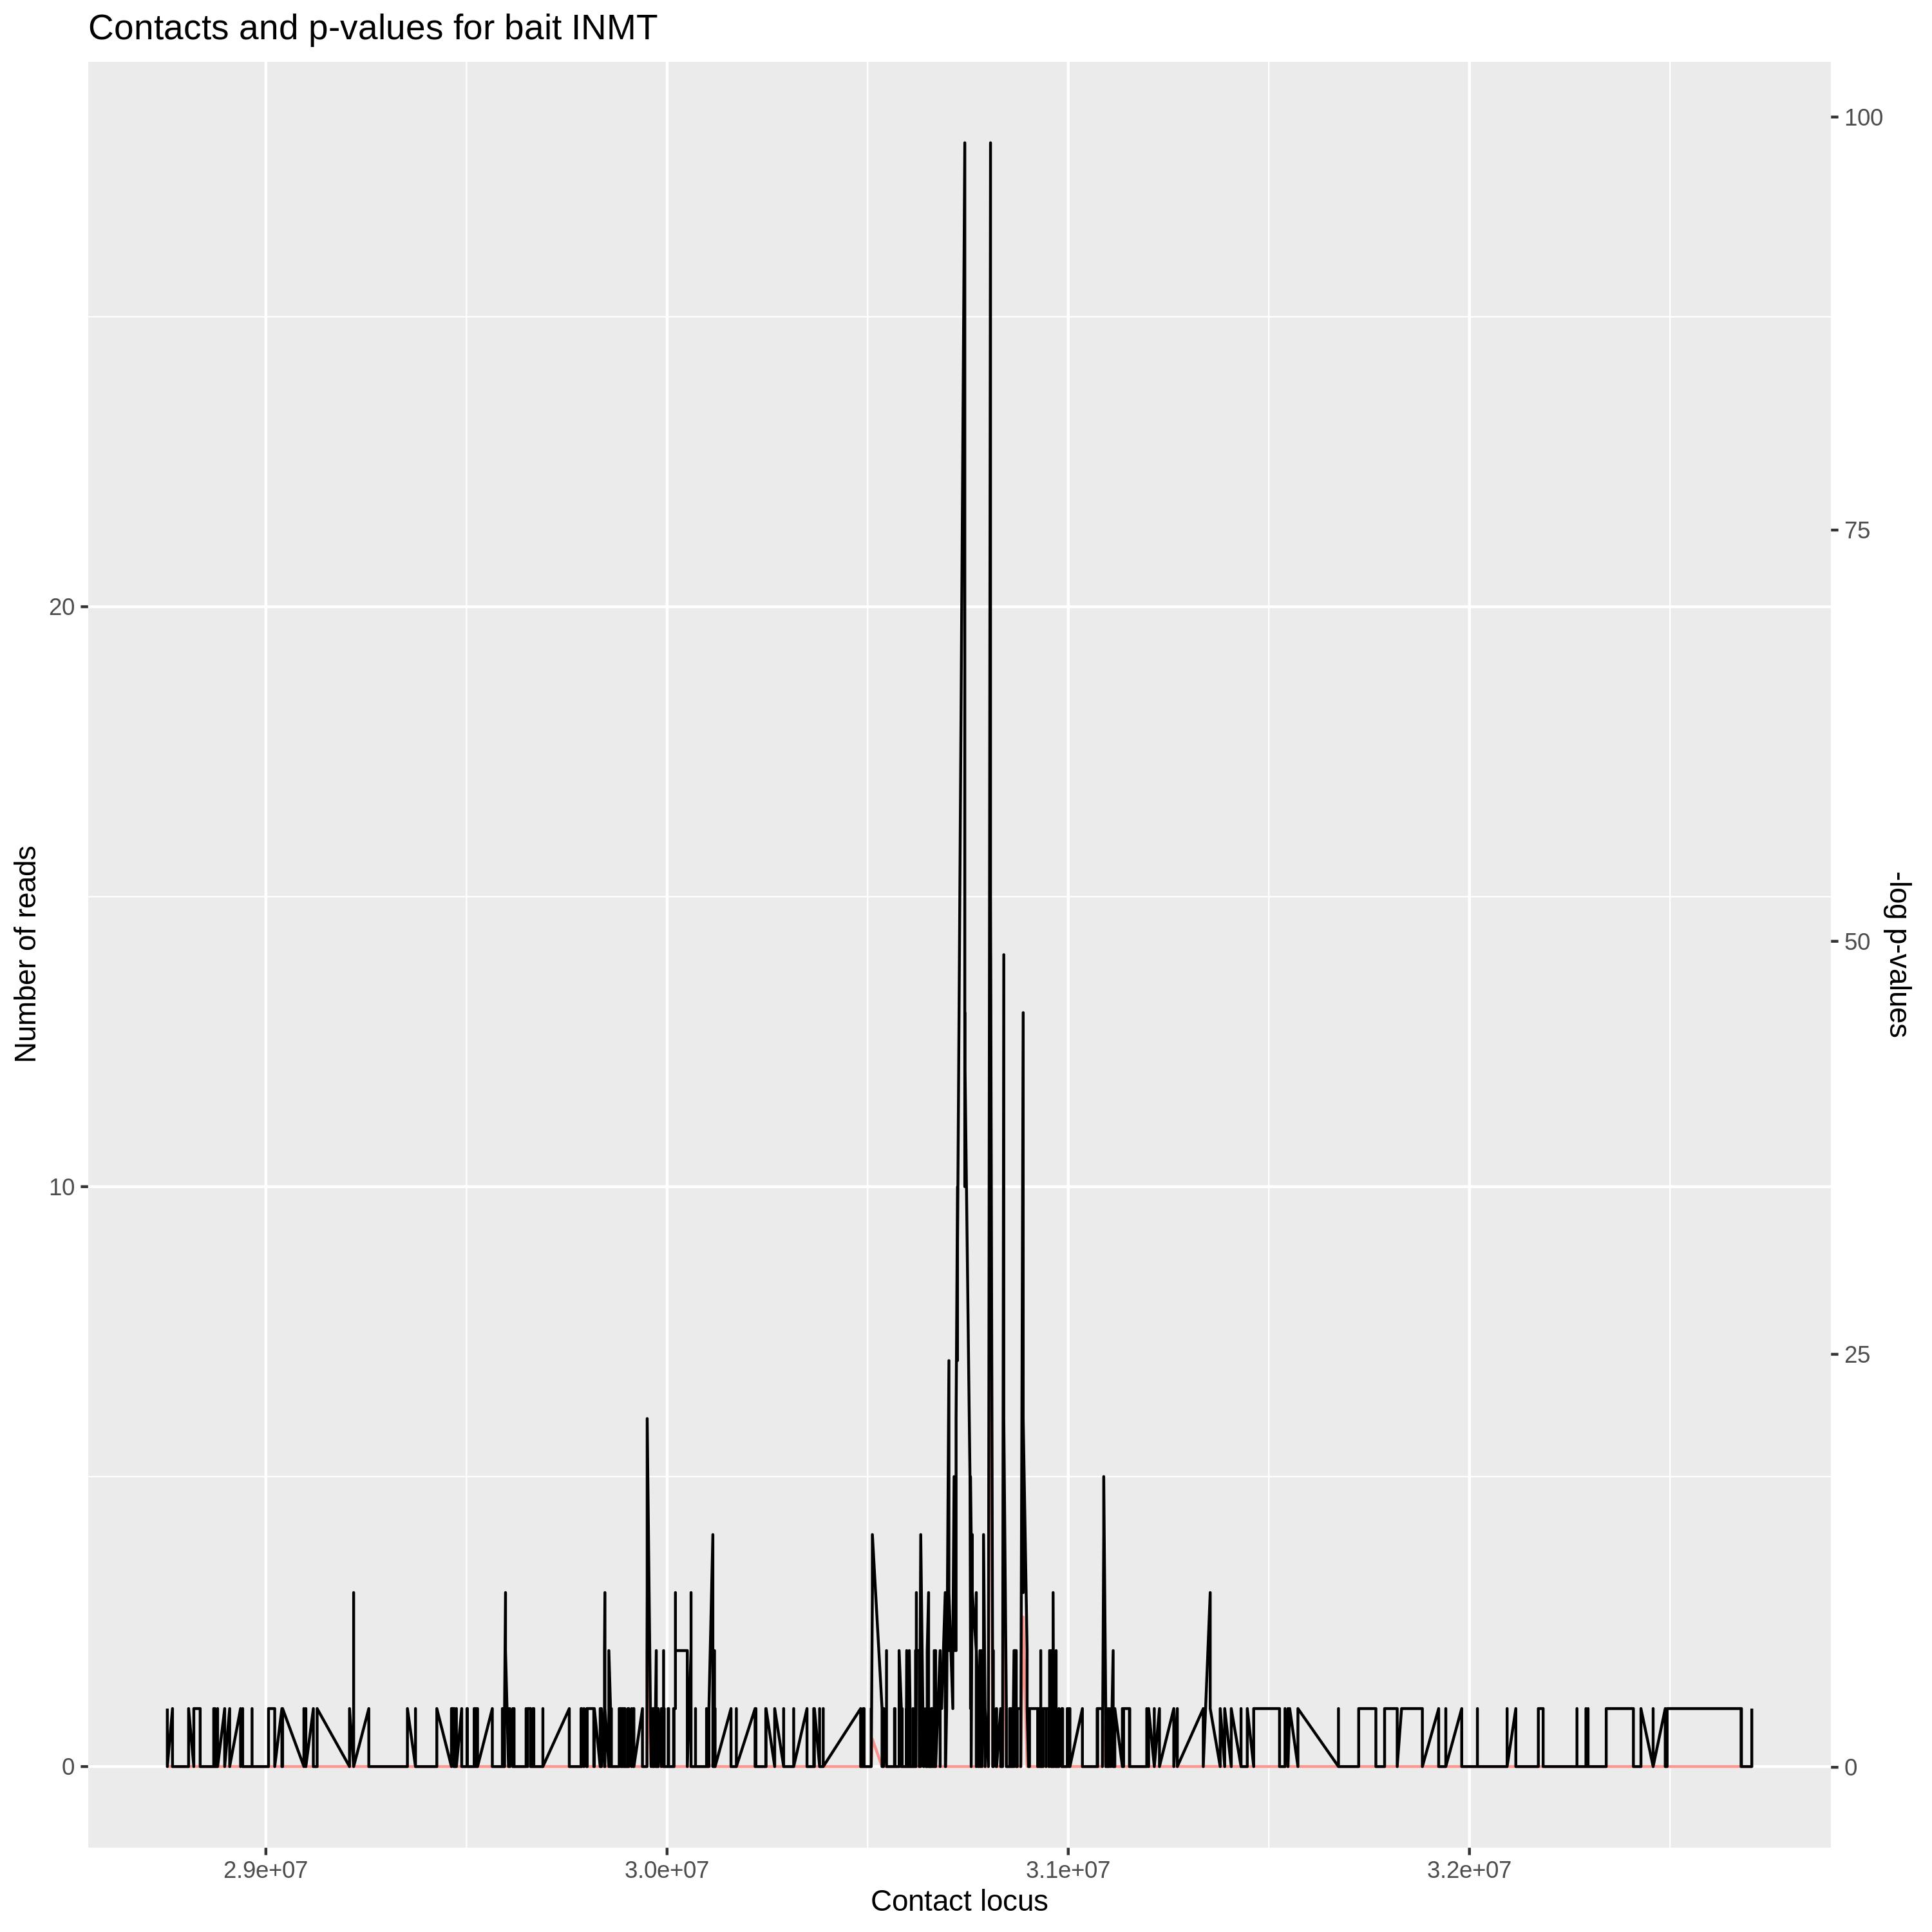 Contacts and p-values for bait INMT
100
75
20
50
10
25
0
0
Number of reads
-log p-values
2.9e+07
3.0e+07
3.1e+07
3.2e+07
Contact locus